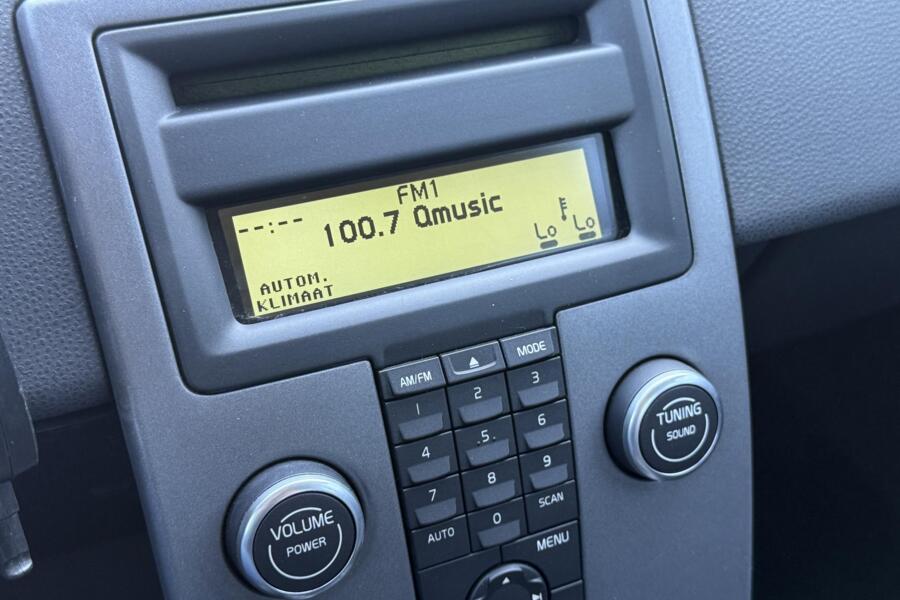 FM1
--:--
100.7 Qmusic
Lo Lo
AUTOM.
KLIMAAT
AM/FM
MODE
1 2 3
4 .5. 6
7 8 9
AUTO 0 SCAN
MENU
VOLUME
POWER
TUNING
SOUND